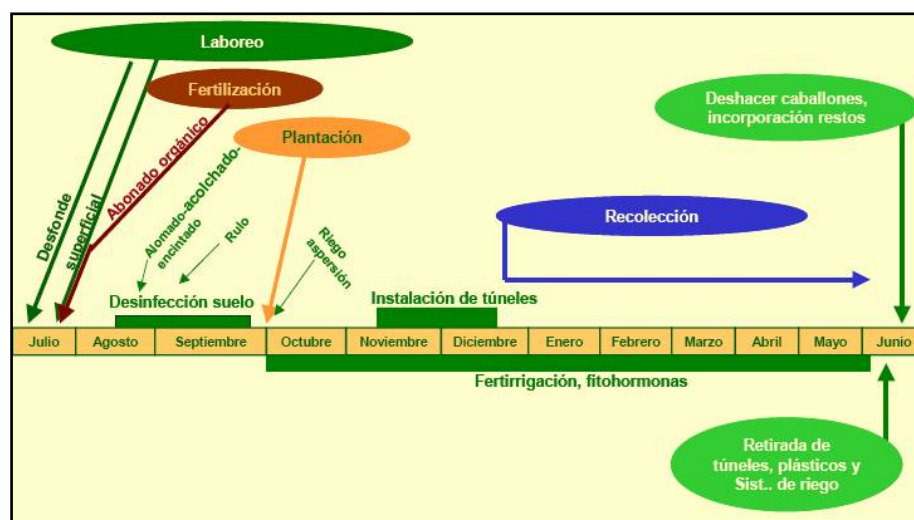 Laboreo
Fertilización
Plantación
Deshacer caballones,
incorporación restos
Desfonde
superficial
Abonado orgánico
Alomado-acolchado-
encintado
Rulo
Riego
aspersión
Recolección
Desinfección suelo
Instalación de túneles
Julio Agosto Septiembre Octubre Noviembre Diciembre Enero Febrero Marzo Abril Mayo Junio
Fertirrigación, fitohormonas
Retirada de
túneles, plásticos y
Sist.. de riego